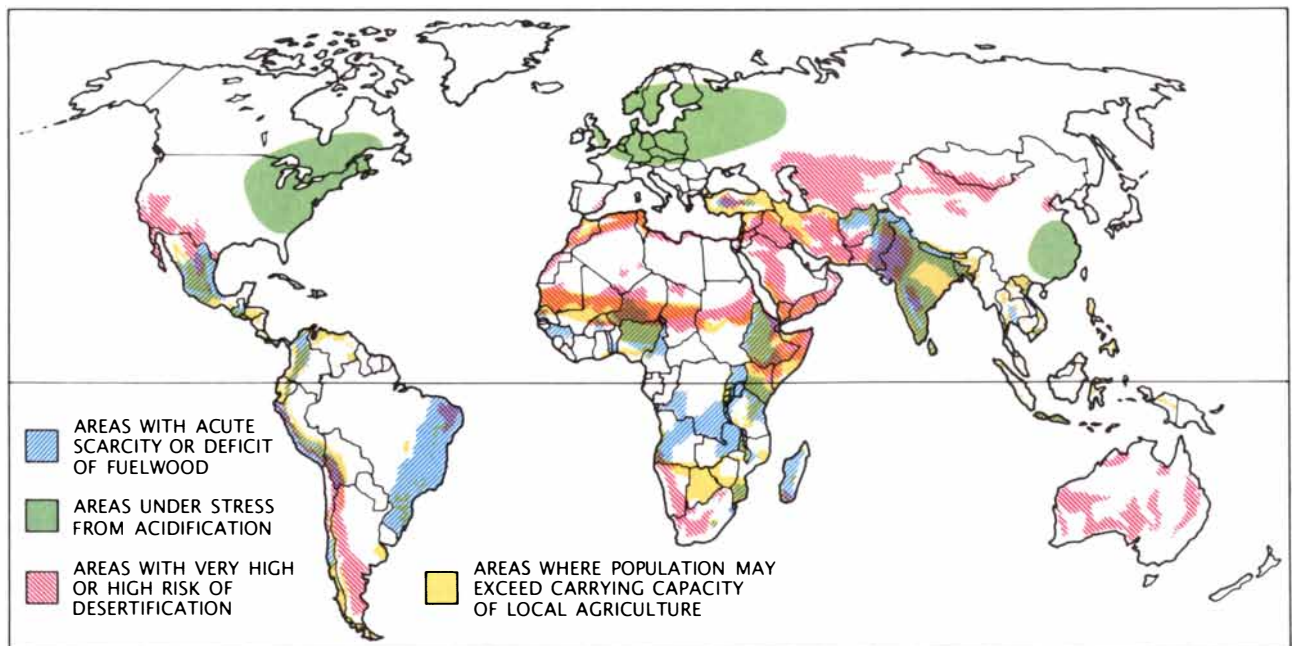 AREAS WITH ACUTE
SCARCITY OR DEFICIT
OF FUELWOOD
AREAS UNDER STRESS
FROM ACIDIFICATION
AREAS WITH VERY HIGH
OR HIGH RISK OF
DESERTIFICATION
AREAS WHERE POPULATION MAY
EXCEED CARRYING CAPACITY
OF LOCAL AGRICULTURE